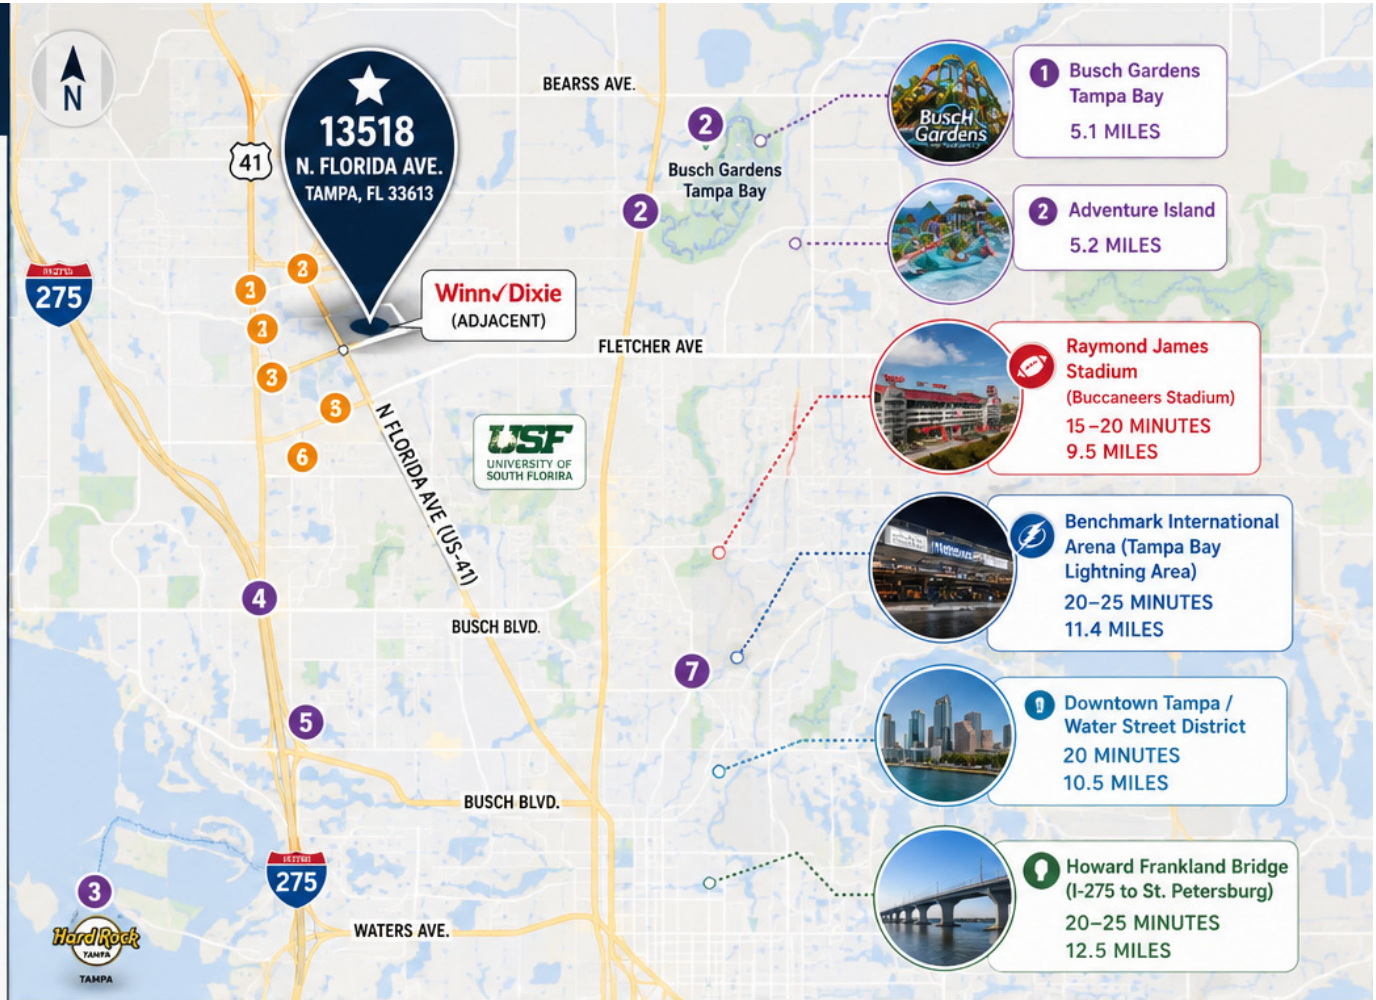 N
41
13518
N. FLORIDA AVE.
TAMPA, FL 33613
BEARSS AVE.
2
Busch Gardens
Tampa Bay
2
Busch
Gardens
1 Busch Gardens
Tampa Bay
5.1 MILES
2 Adventure Island
5.2 MILES
275
3
3
3
3
3
6
Winn✓Dixie
(ADJACENT)
FLETCHER AVE
USF
UNIVERSITY OF
SOUTH FLORIRA
N FLORIDA AVE (US-41)
Raymond James
Stadium
(Buccaneers Stadium)
15–20 MINUTES
9.5 MILES
Benchmark International
Arena (Tampa Bay
Lightning Area)
20–25 MINUTES
11.4 MILES
4
BUSCH BLVD.
7
5
Downtown Tampa /
Water Street District
20 MINUTES
10.5 MILES
BUSCH BLVD.
275
3
Hard Rock
TAMPA
TAMPA
WATERS AVE.
Howard Frankland Bridge
(I-275 to St. Petersburg)
20–25 MINUTES
12.5 MILES